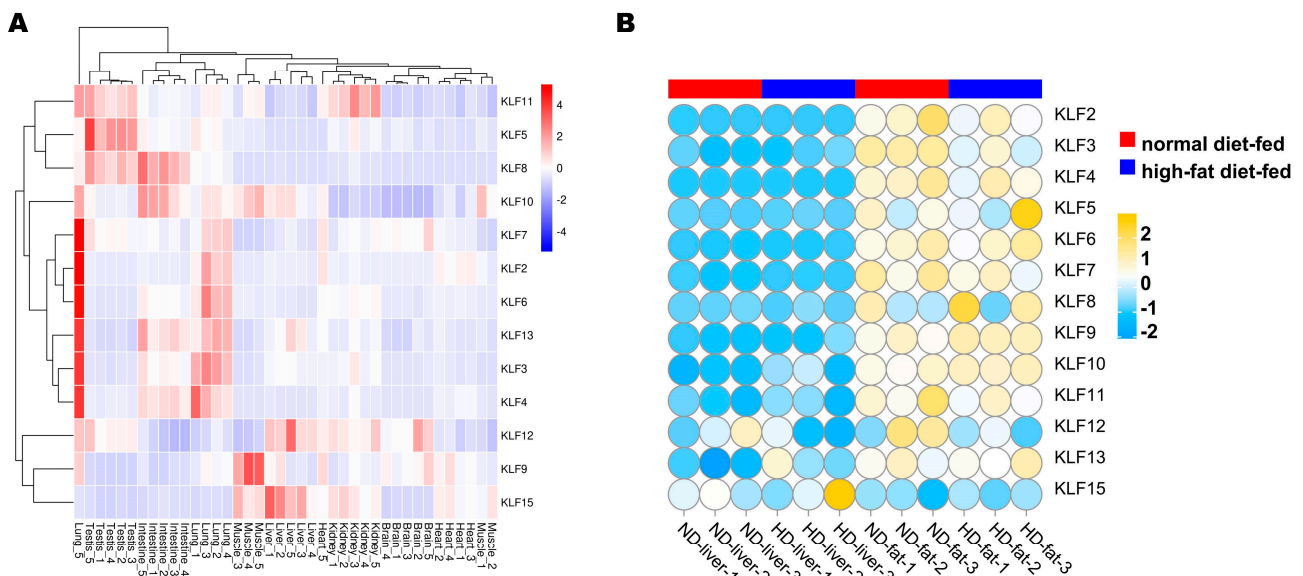 A
B
KLF11
KLF5
KLF8
KLF10
KLF7
KLF2
KLF6
KLF13
KLF3
KLF4
KLF12
KLF9
KLF15
4
2
0
-2
-4
Lung_5
Testis_5
Testis_1
Testis_4
Testis_2
Testis_3
Intestine_5
Intestine_1
Intestine_2
Intestine_3
Intestine_4
Lung_1
Lung_3
Lung_2
Lung_4
Muscle_3
Muscle_4
Muscle_5
Liver_1
Liver_2
Liver_5
Liver_3
Liver_4
Heart_5
Kidney_1
Kidney_2
Kidney_3
Kidney_4
Kidney_5
Brain_4
Brain_1
Brain_3
Brain_2
Brain_5
Heart_2
Heart_4
Heart_1
Heart_3
Muscle_1
Muscle_2
KLF2
KLF3
KLF4
KLF5
KLF6
KLF7
KLF8
KLF9
KLF10
KLF11
KLF12
KLF13
KLF15
normal diet-fed
high-fat diet-fed
2
1
0
-1
-2
ND-fat-1
ND-fat-2
ND-fat-3
HD-fat-1
HD-fat-2
HD-fat-3